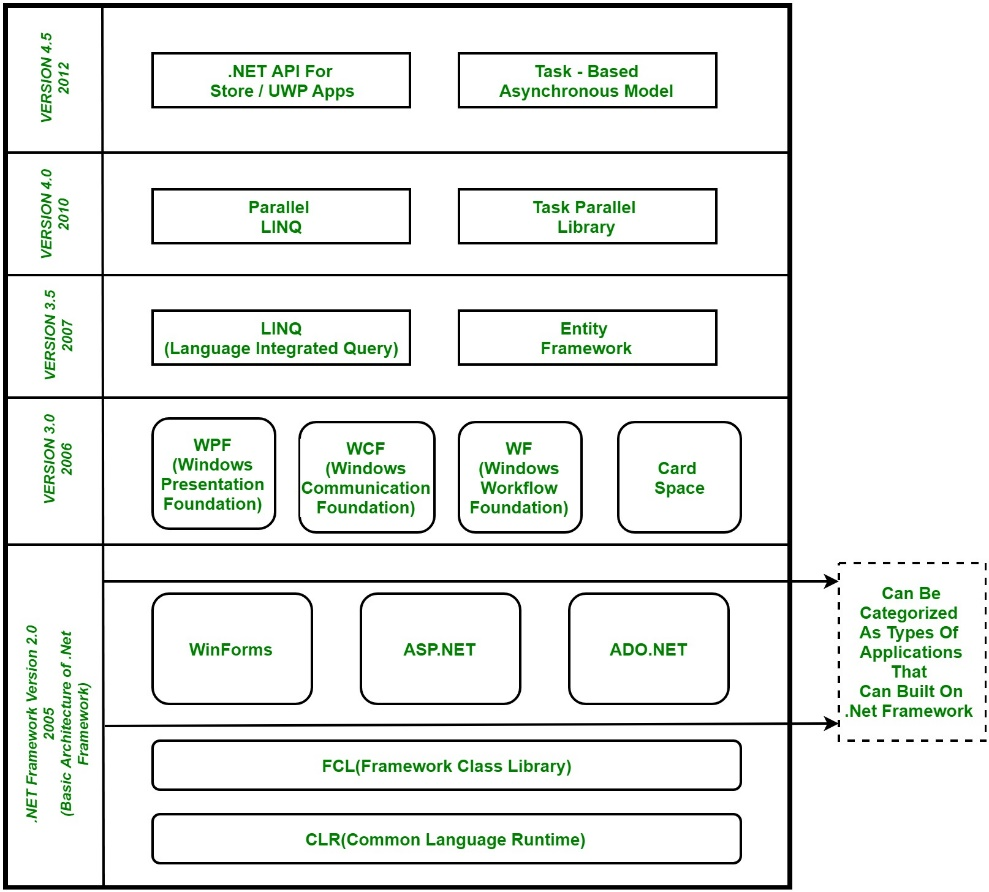 VERSION 4.5
2012
.NET API For
Store / UWP Apps
Task - Based
Asynchronous Model
VERSION 4.0
2010
Parallel
LINQ
Task Parallel
Library
VERSION 3.5
2007
LINQ
(Language Integrated Query)
Entity
Framework
VERSION 3.0
2006
WPF
(Windows
Presentation
Foundation)
WCF
(Windows
Communication
Foundation)
WF
(Windows
Workflow
Foundation)
Card
Space
.NET Framework Version 2.0
2005
(Basic Architecture of .Net
Framework)
WinForms
ASP.NET
ADO.NET
Can Be
Categorized
As Types Of
Applications
That
Can Built On
.Net Framework
FCL(Framework Class Library)
CLR(Common Language Runtime)